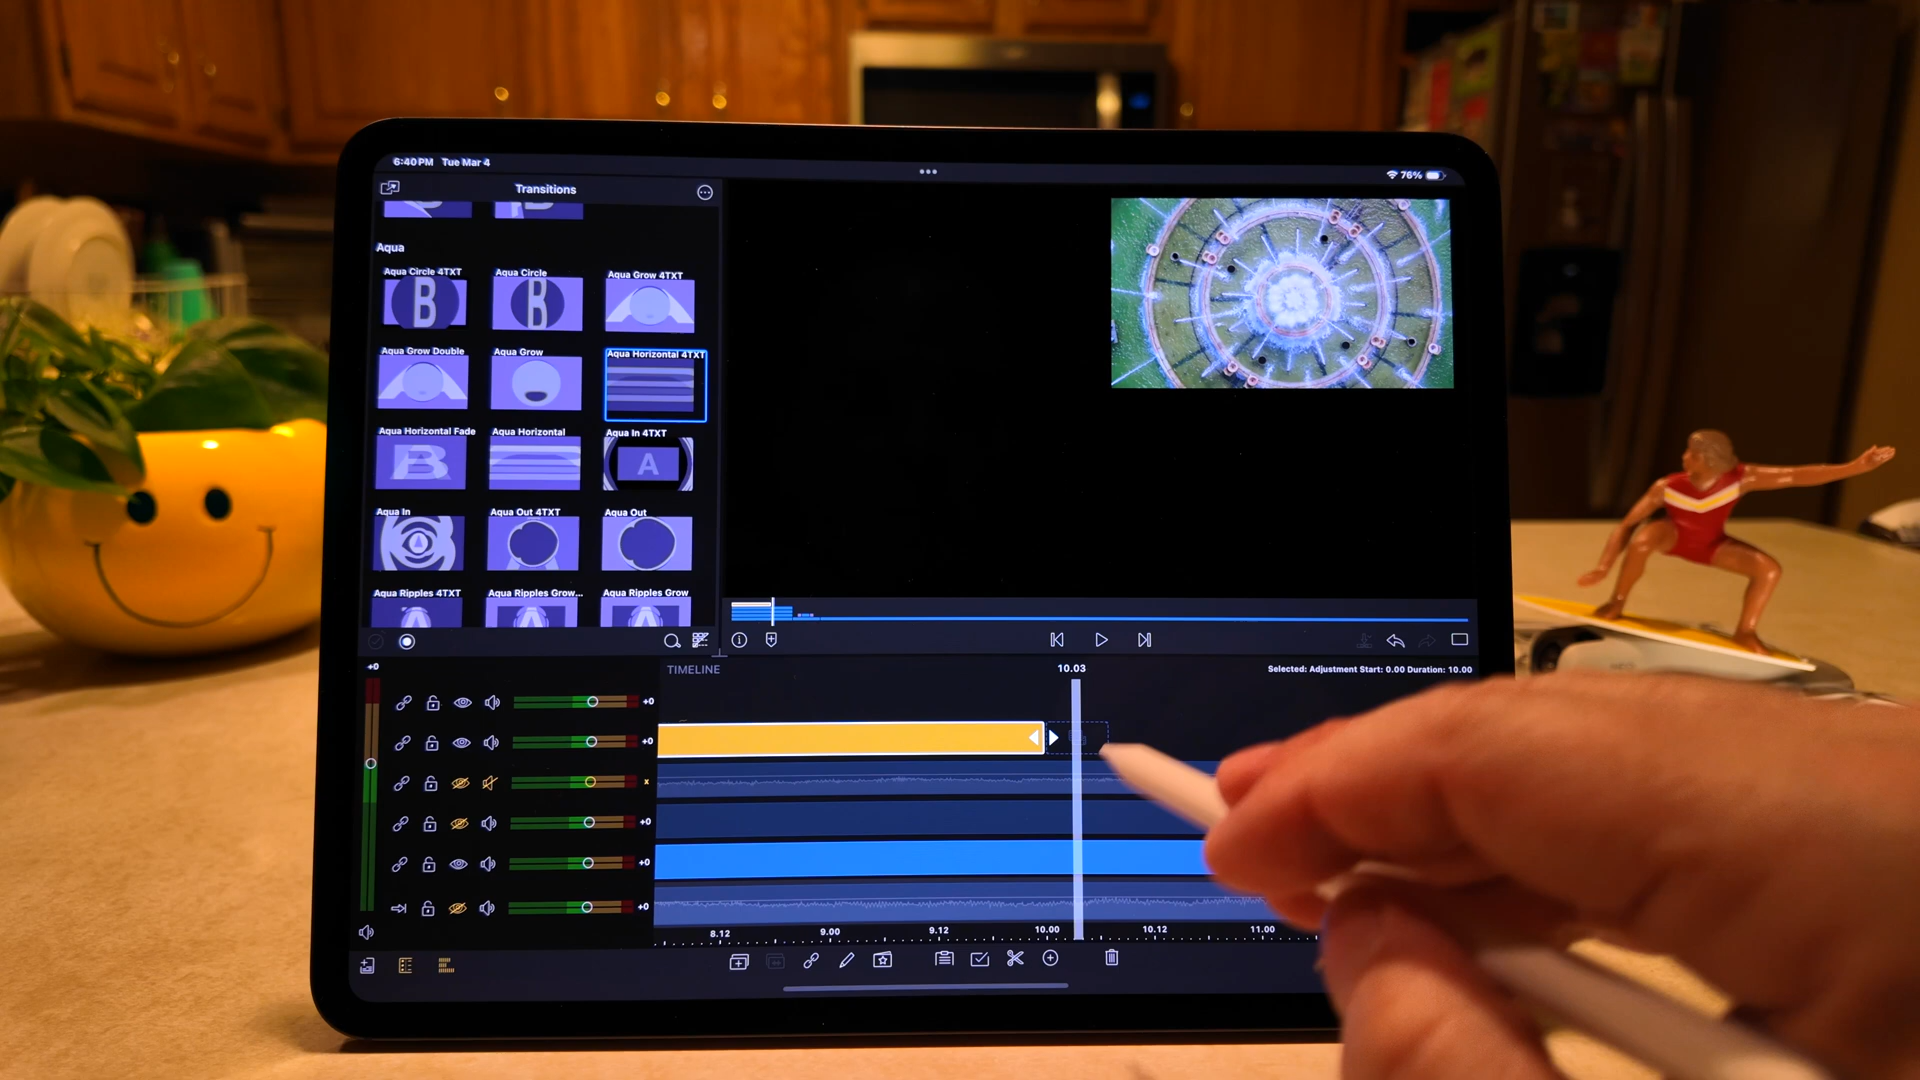 6:40 PM Tue Mar 4
76%
Transitions
B
Aqua
Aqua Circle 4TXT
Aqua Circle
Aqua Grow 4TXT
B
B
Aqua Grow Double
Aqua Grow
Aqua Horizontal 4TXT
Aqua Horizontal Fade
Aqua Horizontal
Aqua In 4TXT
B
A
Aqua In
Aqua Out 4TXT
Aqua Out
A
Aqua Ripples 4TXT
Aqua Ripples Grow...
Aqua Ripples Grow
A
A
A
+0
TIMELINE
10.03
Selected: Adjustment Start: 0.00 Duration: 10.00
+0
+0
x
+0
+0
+0
8.12
9.00
9.12
10.00
10.12
11.00